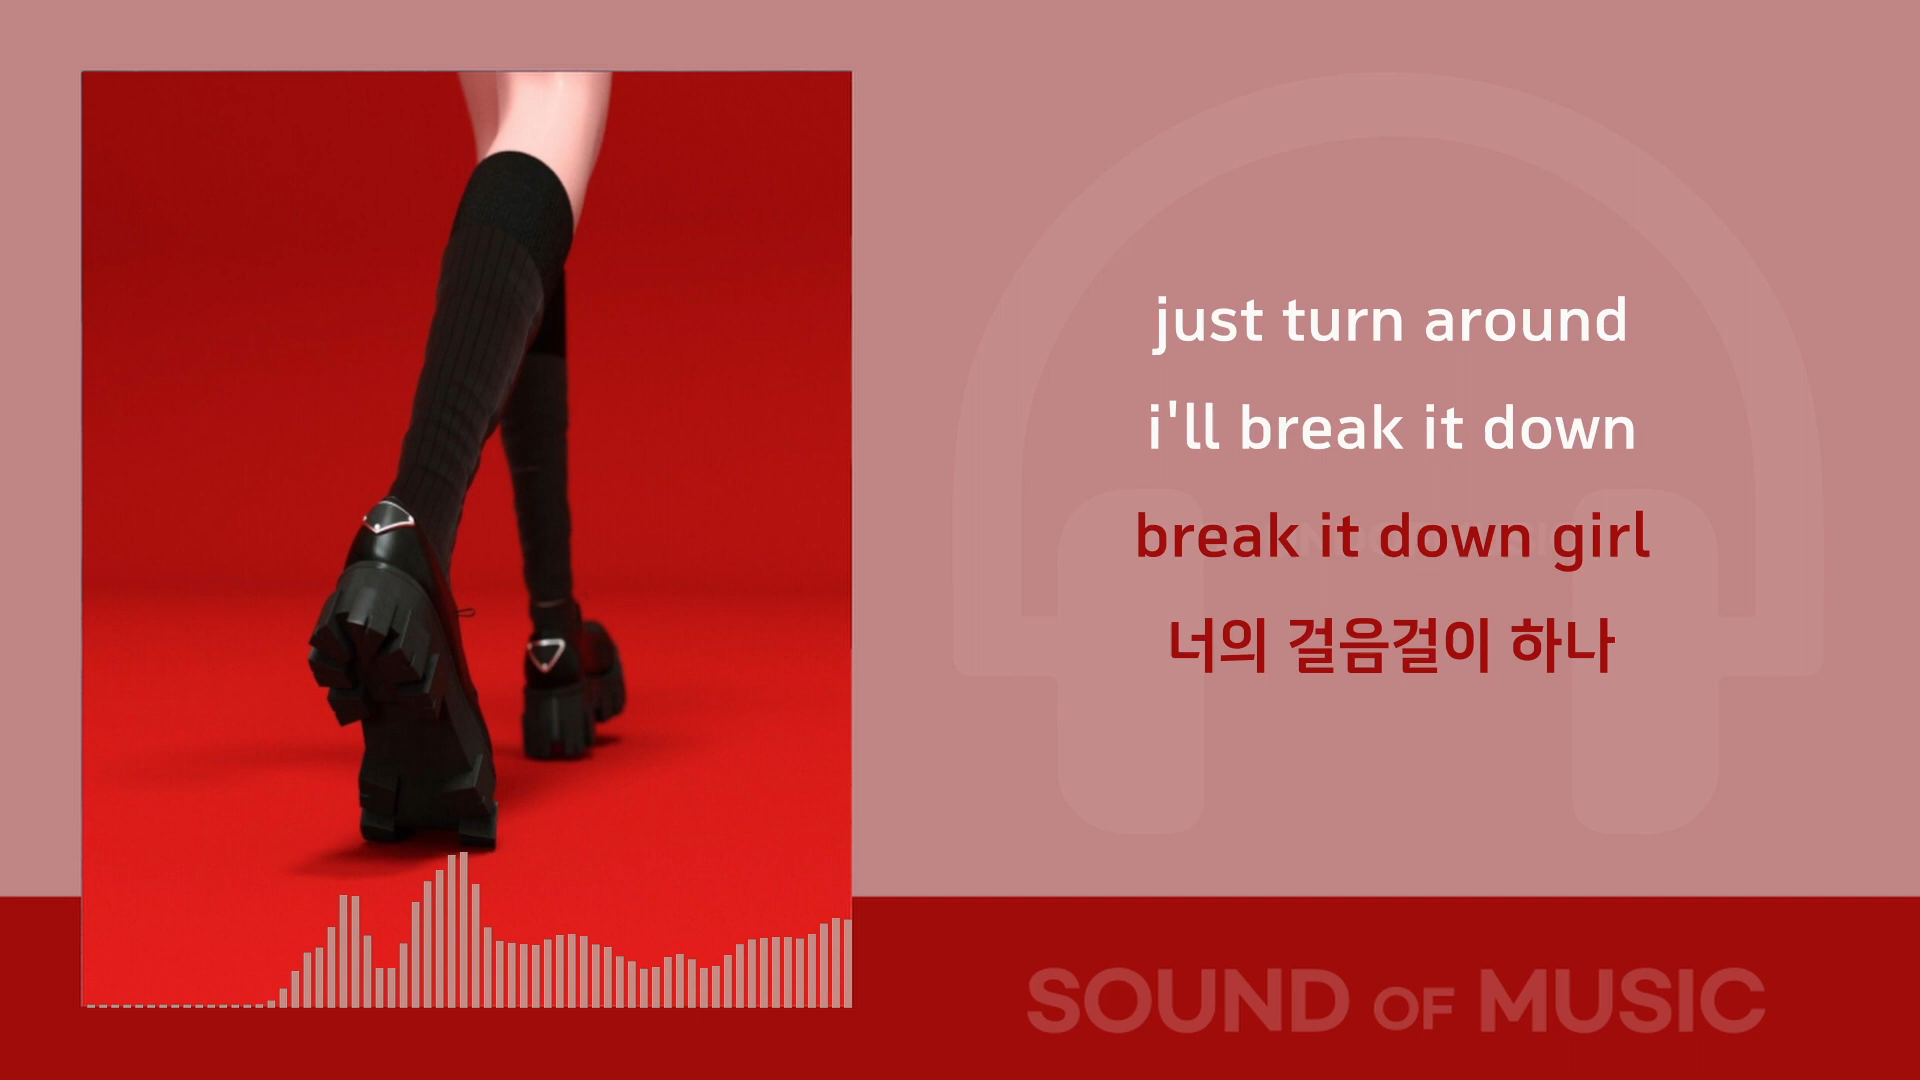 just turn around
i'll break it down
break it down girl
너의 걸음걸이 하나
SOUND OF MUSIC